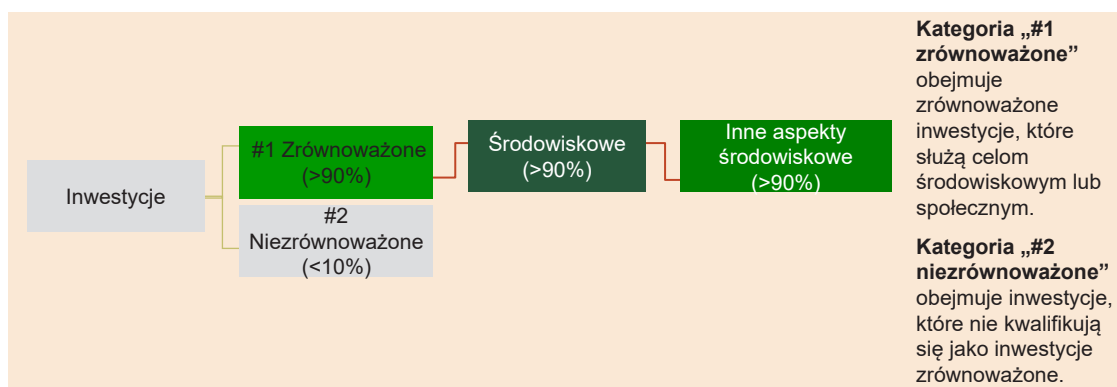 Inwestycje
#1 Zrównoważone
(>90%)
#2
Niezrównoważone
(<10%)
Środowiskowe
(>90%)
Inne aspekty
środowiskowe
(>90%)
Kategoria „#1
zrównoważone”
obejmuje
zrównoważone
inwestycje, które
służą celom
środowiskowym lub
społecznym.
Kategoria „#2
niezrównoważone”
obejmuje inwestycje,
które nie kwalifikują
się jako inwestycje
zrównoważone.